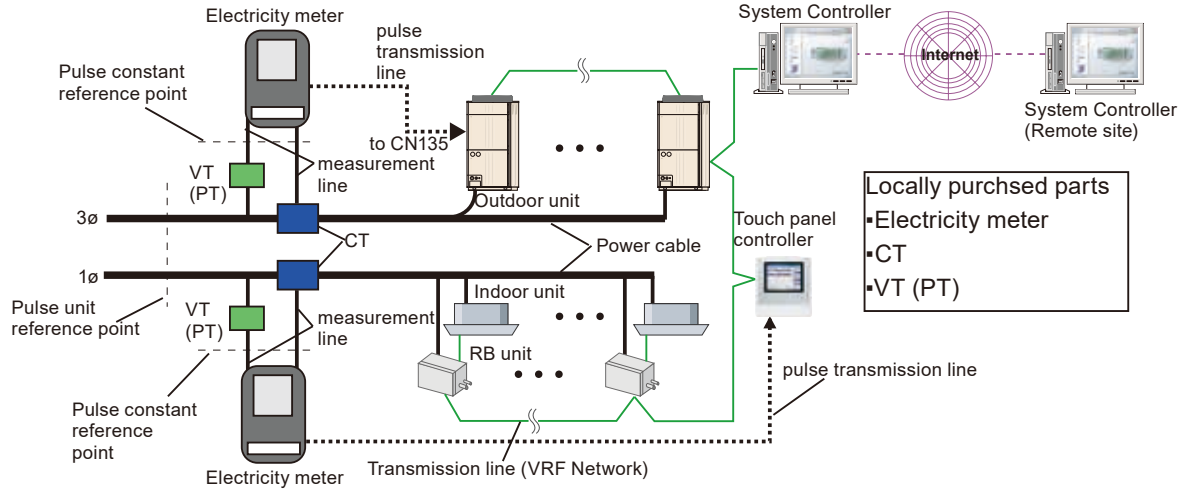 Electricity meter
pulse
transmission
line
System Controller
Internet
System Controller
(Remote site)
Pulse constant
reference point
to CN135
VT
(PT)
measurement
line
Outdoor unit
3ø
CT
Power cable
Touch panel
controller
Locally purchsed parts
▪Electricity meter
▪CT
▪VT (PT)
1ø
Pulse unit
reference point
VT
(PT)
measurement
line
Indoor unit
RB unit
pulse transmission line
Pulse constant
reference
point
Electricity meter
Transmission line (VRF Network)